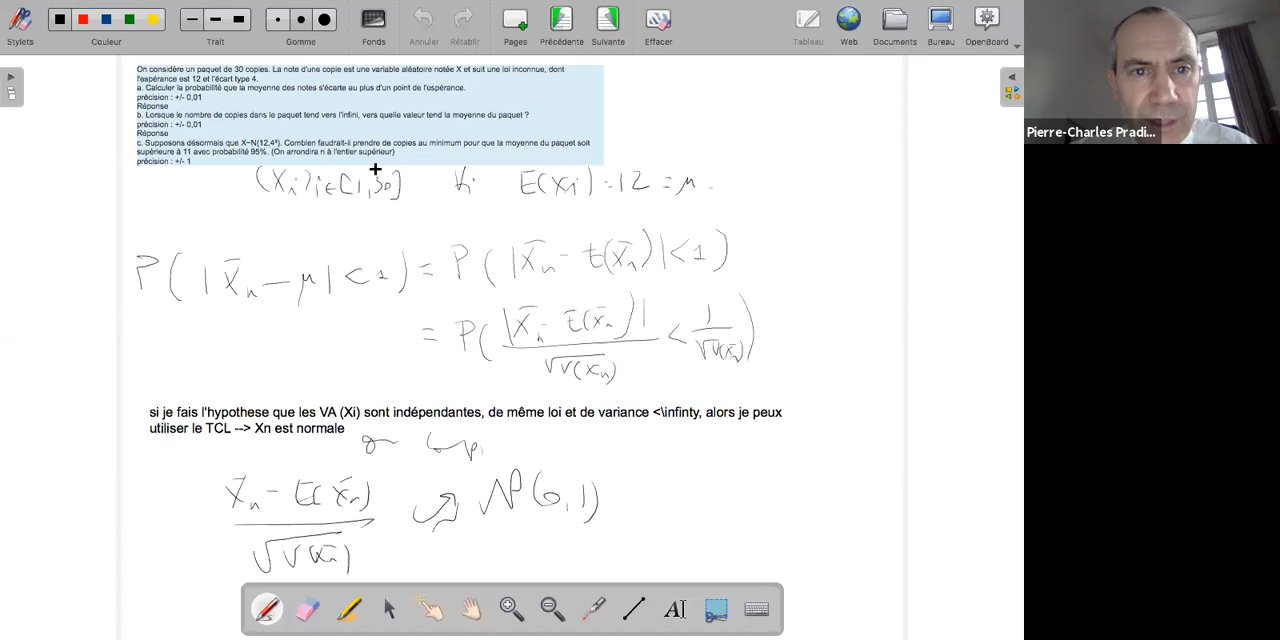 Stylets Couleur Trait Gomme Fonds Annuler Rétablir Pages Précédente Suivante Effacer Tableau Web Documents Bureau OpenBoard
On considère un paquet de 30 copies. La note d'une copie est une variable aléatoire notée X et suit une loi inconnue, dont
l'espérance est 12 et l'écart type 4.
a. Calculer la probabilité que la moyenne des notes s'écarte au plus d'un point de l'espérance.
précision : +/- 0,01
Réponse
b. Lorsque le nombre de copies dans le paquet tend vers l'infini, vers quelle valeur tend la moyenne du paquet ?
précision : +/- 0,01
Réponse
c. Supposons désormais que X~N(12,4²). Combien faudrait-il prendre de copies au minimum pour que la moyenne du paquet soit
supérieure à 11 avec probabilité 95%. (On arrondira n à l'entier supérieur)
précision : +/- 1
Pierre-Charles Pradi...
(Xi)i∈[1,30] ∀i E(Xi) = 12 = μ.
P(|X̄n - μ| < 1) = P(|X̄n - E(X̄n)| < 1)
= P(|X̄n - E(X̄n)| / √V(X̄n) < 1 / √V(X̄n))
si je fais l'hypothese que les VA (Xi) sont indépendantes, de même loi et de variance <\infinty, alors je peux
utiliser le TCL --> Xn est normale
X̄n - E(X̄n) / √V(X̄n) ↝ N(0,1)